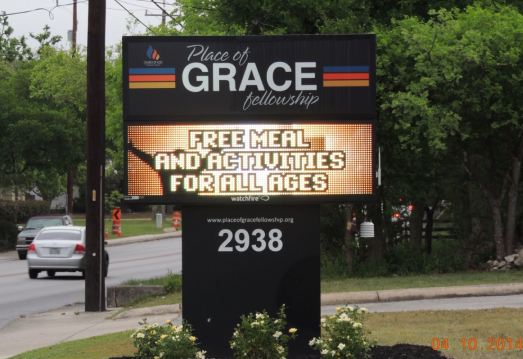 Place of
GRACE
fellowship
FREE MEAL
AND ACTIVITIES
FOR ALL AGES
watchfire
www.placeofgracefellowship.org
2938
04.10.2014